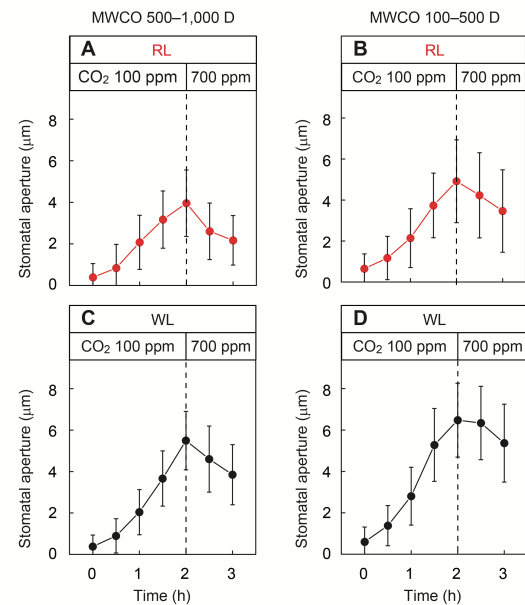 MWCO 500–1,000 D
MWCO 100–500 D
A
RL
CO₂ 100 ppm
700 ppm
Stomatal aperture (μm)
8
6
4
2
0
B
RL
CO₂ 100 ppm
700 ppm
Stomatal aperture (μm)
8
6
4
2
0
C
WL
CO₂ 100 ppm
700 ppm
Stomatal aperture (μm)
8
6
4
2
0
0 1 2 3
Time (h)
D
WL
CO₂ 100 ppm
700 ppm
Stomatal aperture (μm)
8
6
4
2
0
0 1 2 3
Time (h)